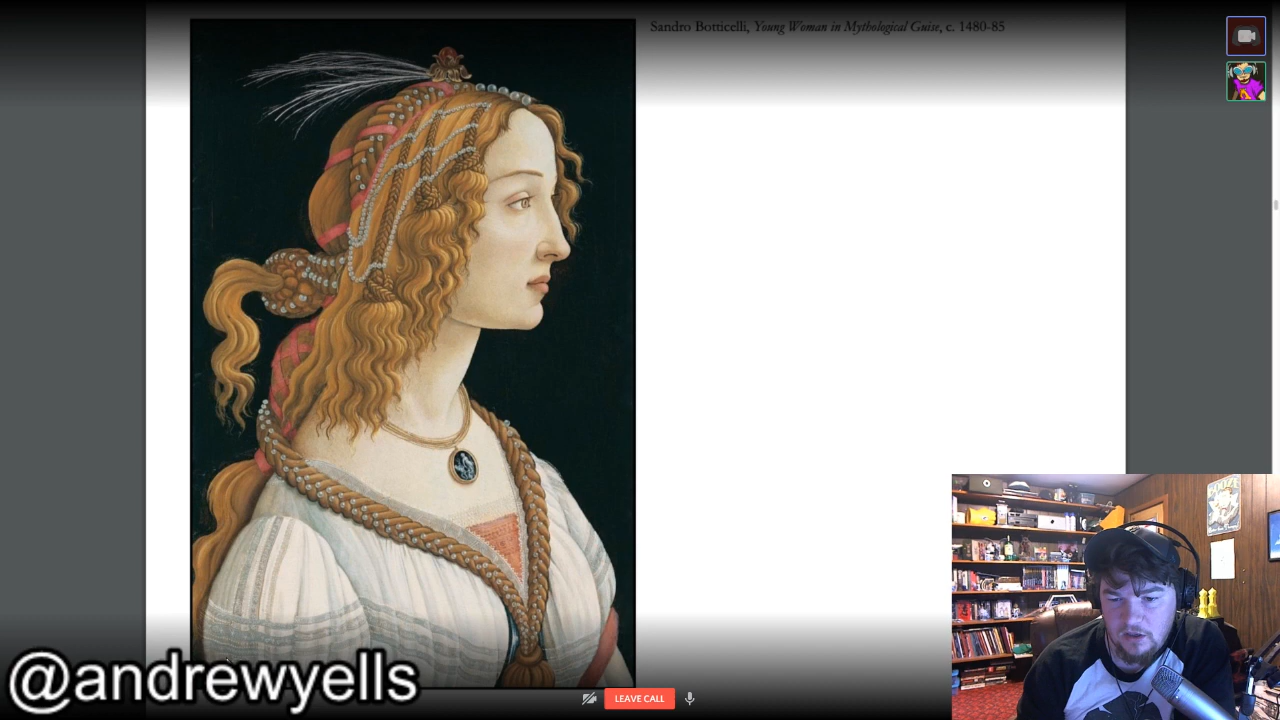 Sandro Botticelli, Young Woman in Mythological Guise, c. 1480-85
LEAVE CALL
@andrewyells